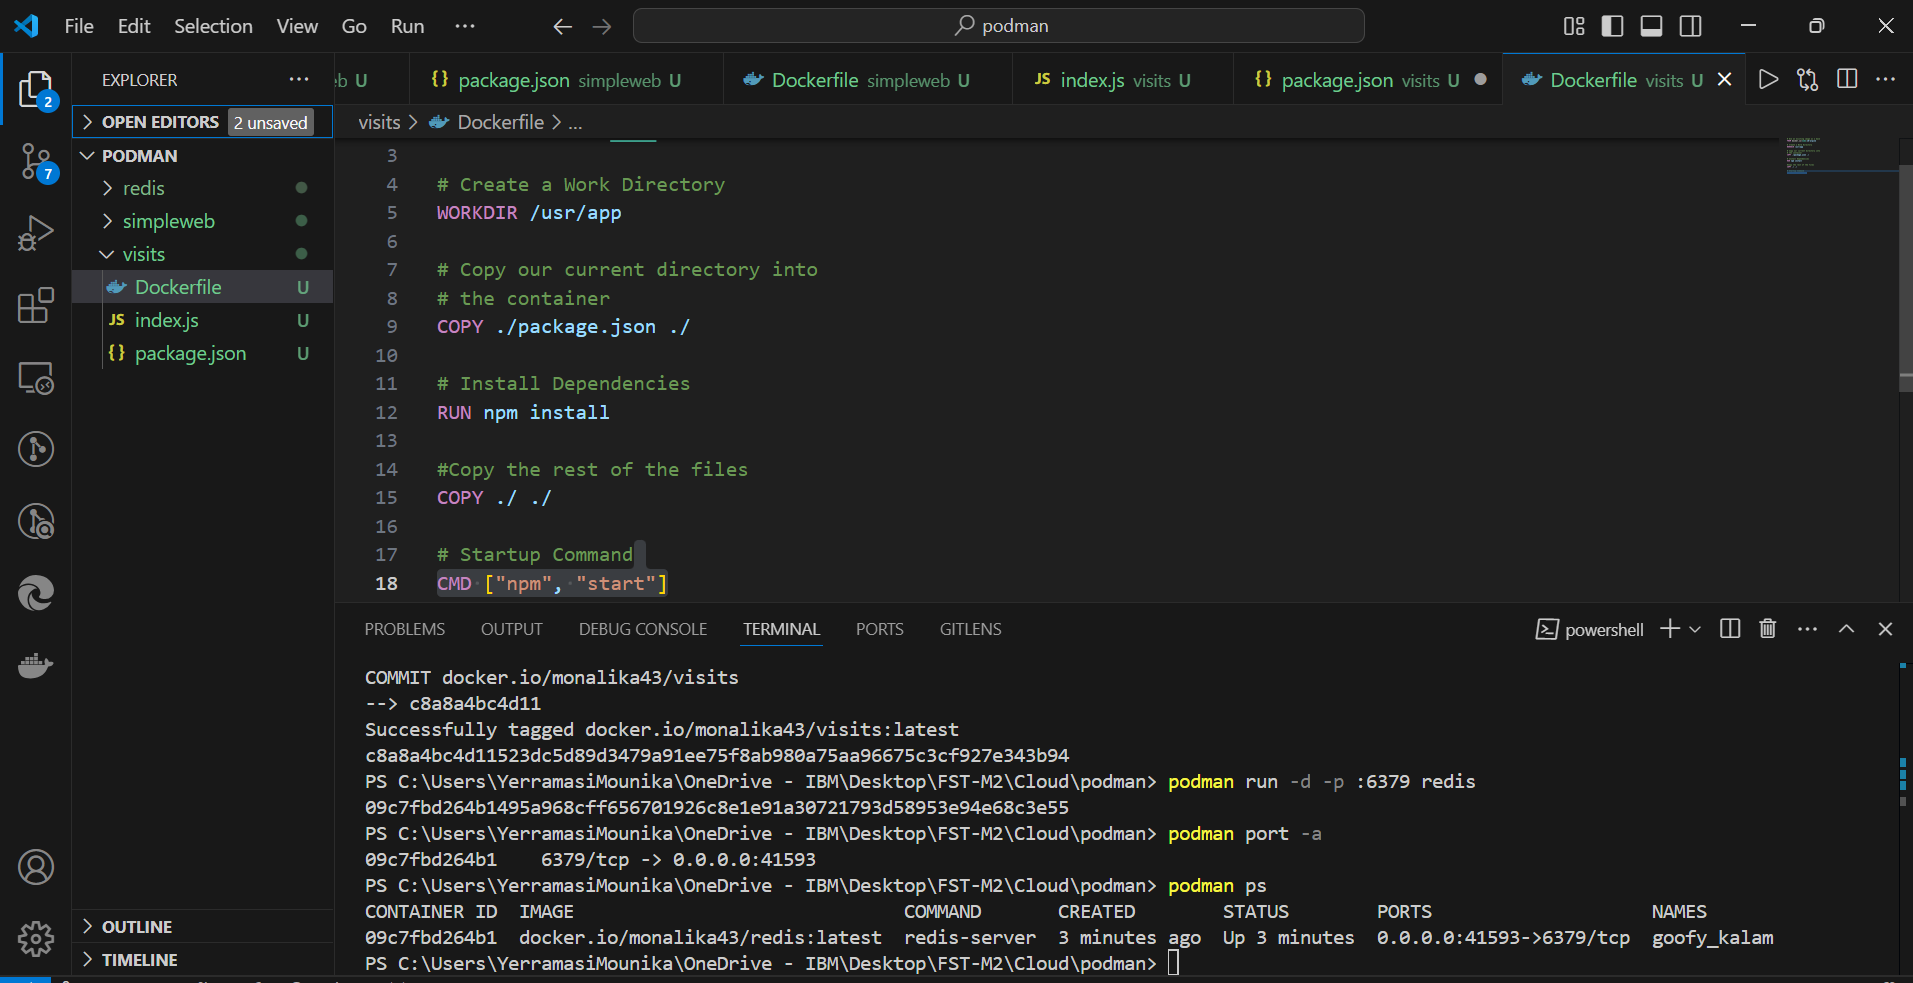 File Edit Selection View Go Run ··· podman
EXPLORER ···
b U {} package.json simpleweb U Dockerfile simpleweb U JS index.js visits U {} package.json visits U Dockerfile visits U ···
OPEN EDITORS 2 unsaved
visits > Dockerfile > ...
PODMAN
redis
simpleweb
visits
Dockerfile U
JS index.js U
{} package.json U
2
7
3
4 # Create a Work Directory
5 WORKDIR /usr/app
6
7 # Copy our current directory into
8 # the container
9 COPY ./package.json ./
10
11 # Install Dependencies
12 RUN npm install
13
14 #Copy the rest of the files
15 COPY ./ ./
16
17 # Startup Command
18 CMD ["npm", "start"]
PROBLEMS OUTPUT DEBUG CONSOLE TERMINAL PORTS GITLENS powershell ···
COMMIT docker.io/monalika43/visits
--> c8a8a4bc4d11
Successfully tagged docker.io/monalika43/visits:latest
c8a8a4bc4d11523dc5d89d3479a91ee75f8ab980a75aa96675c3cf927e343b94
PS C:\Users\YerramasiMounika\OneDrive - IBM\Desktop\FST-M2\Cloud\podman> podman run -d -p :6379 redis
09c7fbd264b1495a968cff656701926c8e1e91a30721793d58953e94e68c3e55
PS C:\Users\YerramasiMounika\OneDrive - IBM\Desktop\FST-M2\Cloud\podman> podman port -a
09c7fbd264b1 6379/tcp -> 0.0.0.0:41593
PS C:\Users\YerramasiMounika\OneDrive - IBM\Desktop\FST-M2\Cloud\podman> podman ps
CONTAINER ID IMAGE COMMAND CREATED STATUS PORTS NAMES
09c7fbd264b1 docker.io/monalika43/redis:latest redis-server 3 minutes ago Up 3 minutes 0.0.0.0:41593->6379/tcp goofy_kalam
PS C:\Users\YerramasiMounika\OneDrive - IBM\Desktop\FST-M2\Cloud\podman>
OUTLINE
TIMELINE